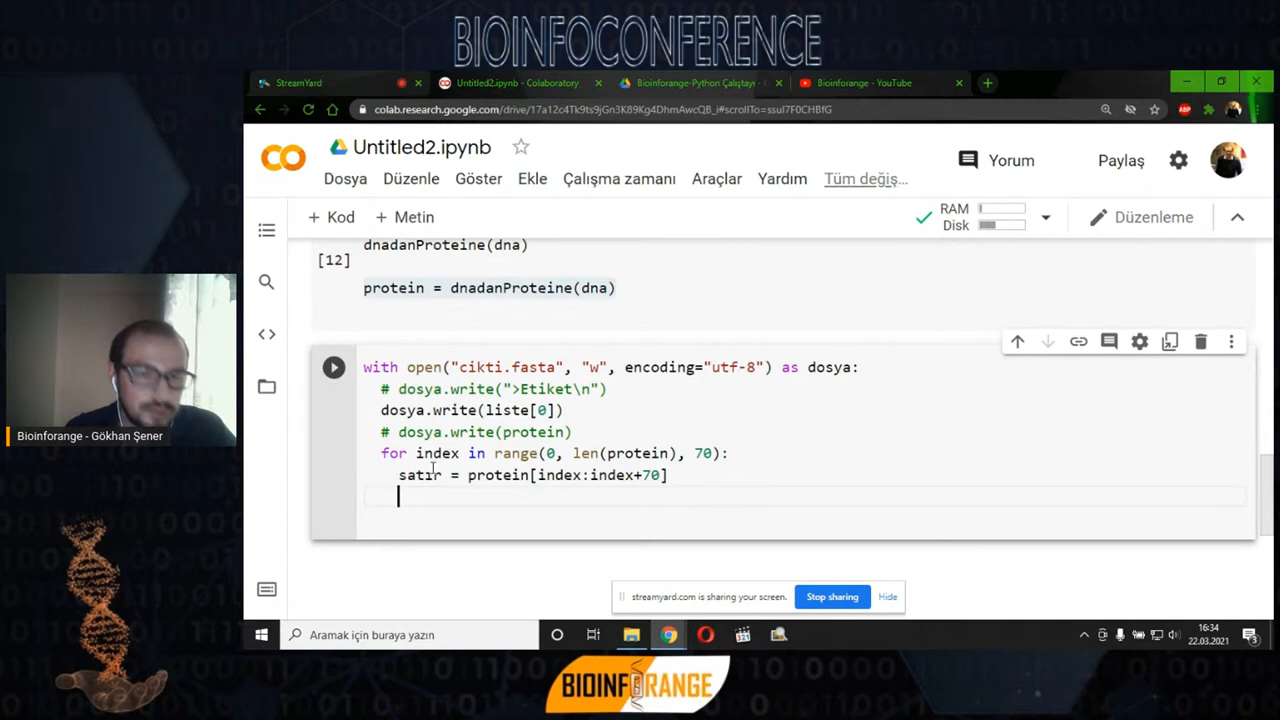 BIOINFOCONFERENCE
StreamYard
Untitled2.ipynb - Colaboratory
Bioinforange-Python Çalıştayı -
Bioinforange - YouTube
colab.research.google.com/drive/17a12c4Tk9ts9jGn3K89Kg4DhmAwcQB_i#scrollTo=ssul7F0CHBfG
ABP
CO
Untitled2.ipynb
Yorum
Paylaş
Dosya Düzenle Göster Ekle Çalışma zamanı Araçlar Yardım Tüm değiş...
+ Kod + Metin
RAM
Disk
Düzenleme
dnadanProteine(dna)
[12]
protein = dnadanProteine(dna)
with open("cikti.fasta", "w", encoding="utf-8") as dosya:
# dosya.write(">Etiket\n")
dosya.write(liste[0])
# dosya.write(protein)
for index in range(0, len(protein), 70):
satır = protein[index:index+70]
Bioinforange - Gökhan Şener
streamyard.com is sharing your screen.
Stop sharing
Hide
Aramak için buraya yazın
16:34
22.03.2021
3
BIOINFORANGE